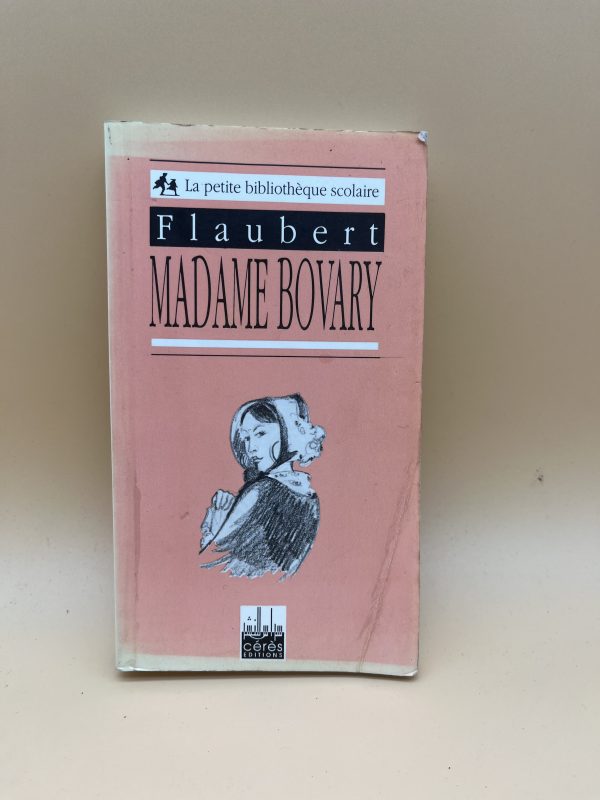 La petite bibliothèque scolaire
Flaubert
MADAME BOVARY
cérès
EDITIONS